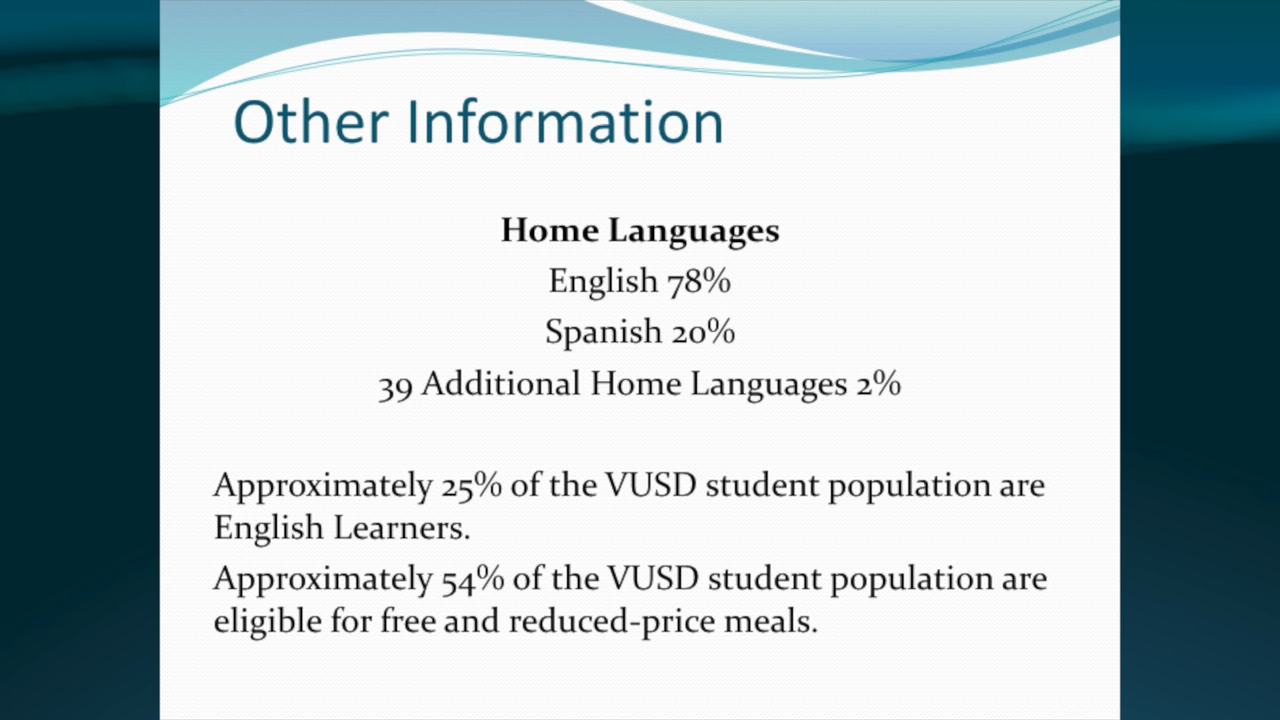 Other Information
Home Languages
English 78%
Spanish 20%
39 Additional Home Languages 2%
Approximately 25% of the VUSD student population are
English Learners.
Approximately 54% of the VUSD student population are
eligible for free and reduced-price meals.